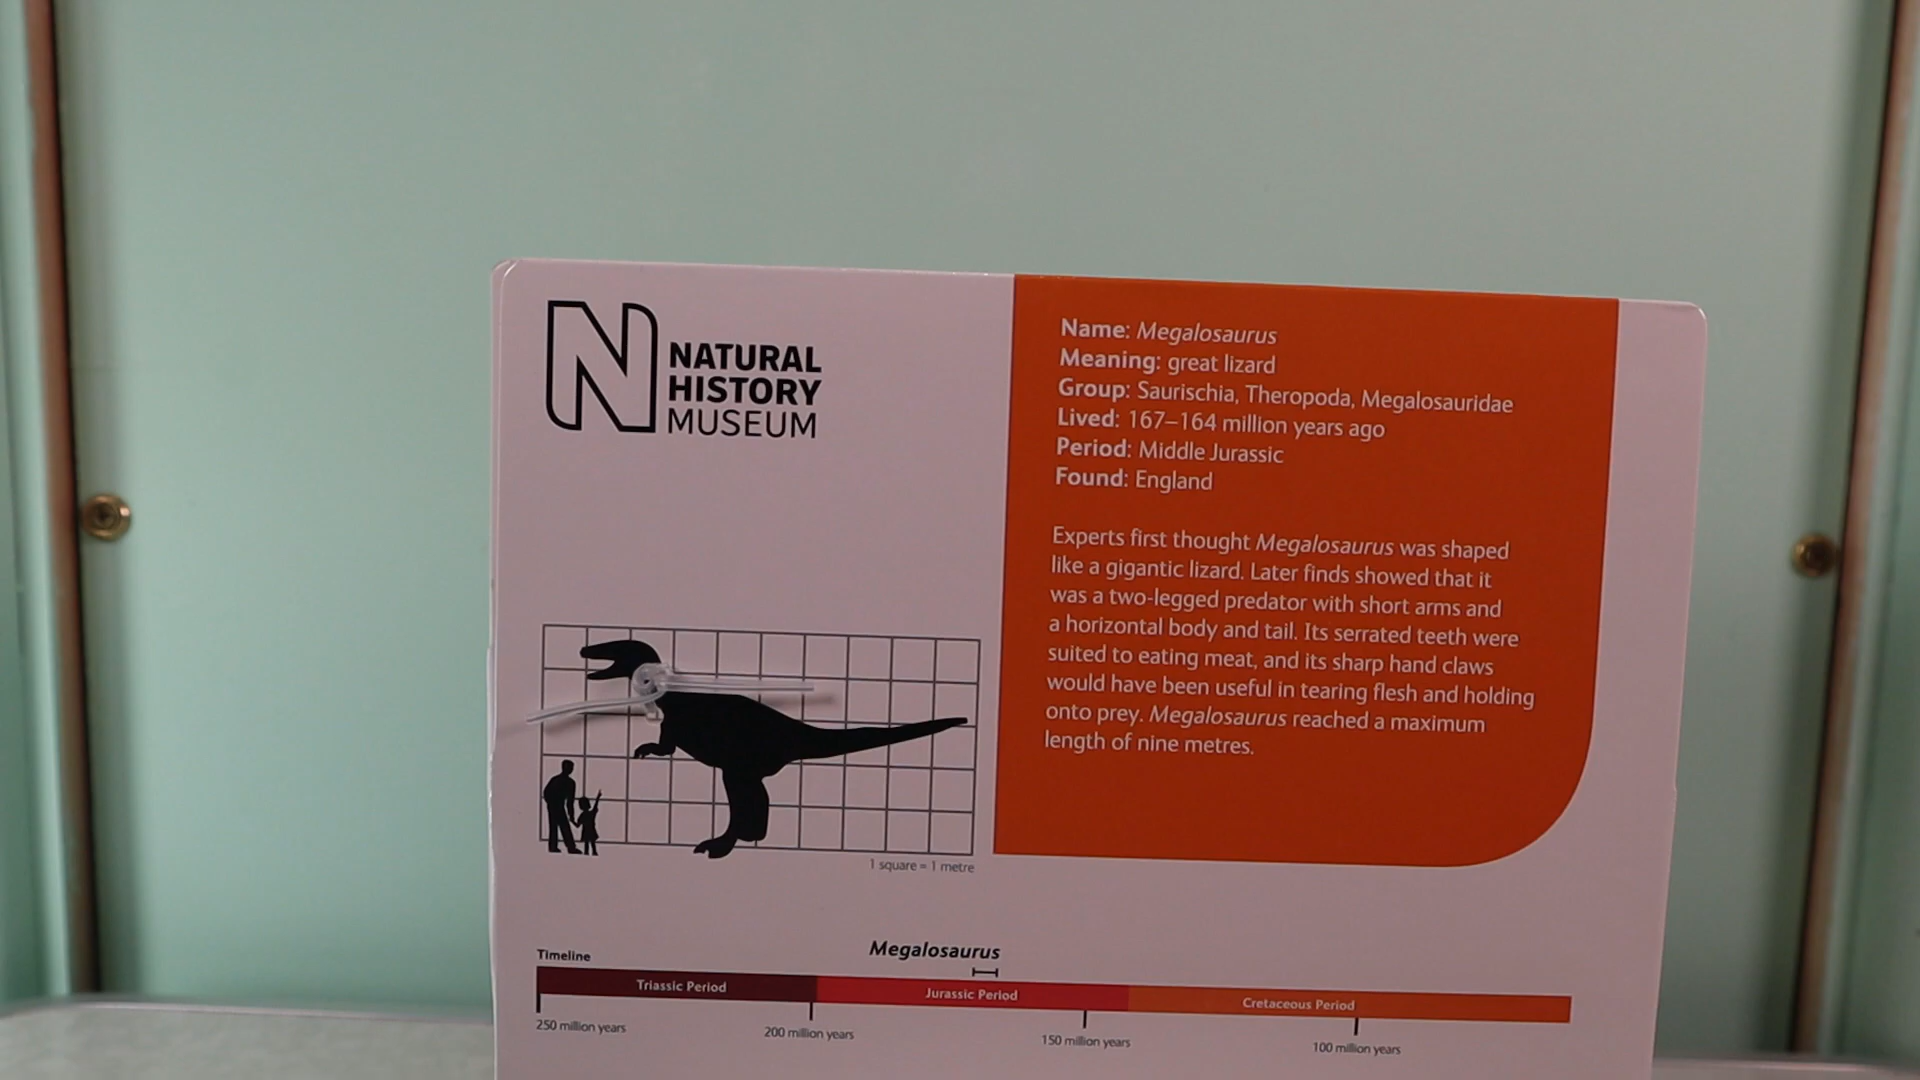 NATURAL
HISTORY
MUSEUM
Name: Megalosaurus
Meaning: great lizard
Group: Saurischia, Theropoda, Megalosauridae
Lived: 167–164 million years ago
Period: Middle Jurassic
Found: England
Experts first thought Megalosaurus was shaped
like a gigantic lizard. Later finds showed that it
was a two-legged predator with short arms and
a horizontal body and tail. Its serrated teeth were
suited to eating meat, and its sharp hand claws
would have been useful in tearing flesh and holding
onto prey. Megalosaurus reached a maximum
length of nine metres.
1 square = 1 metre
Timeline
Megalosaurus
Triassic Period
Jurassic Period
Cretaceous Period
250 million years
200 million years
150 million years
100 million years